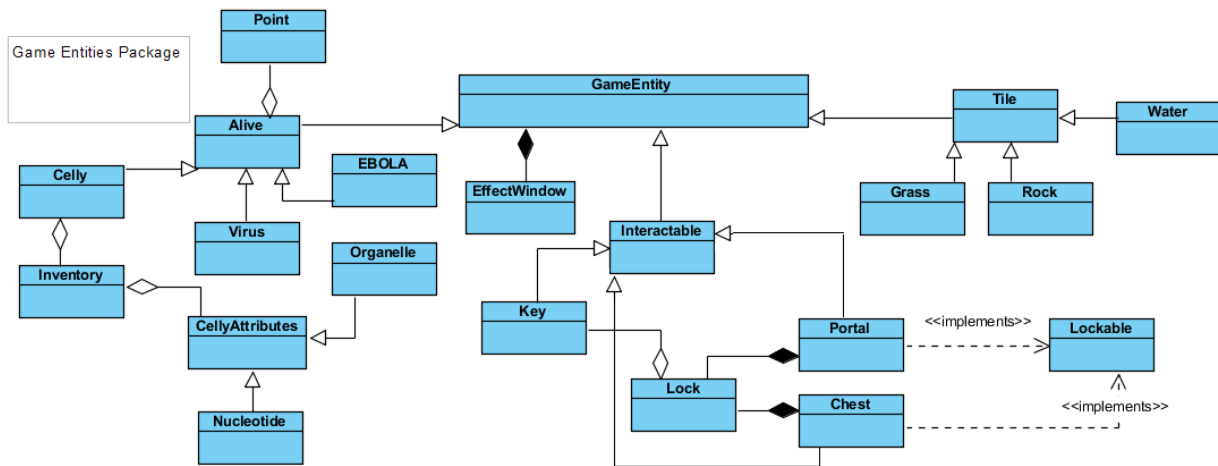 Point
Game Entities Package
GameEntity
Tile
Water
Alive
EBOLA
Celly
EffectWindow
Grass
Rock
Virus
Interactable
Organelle
Inventory
Key
CellyAttributes
Portal
<<implements>>
Lockable
Lock
Chest
<<implements>>
Nucleotide